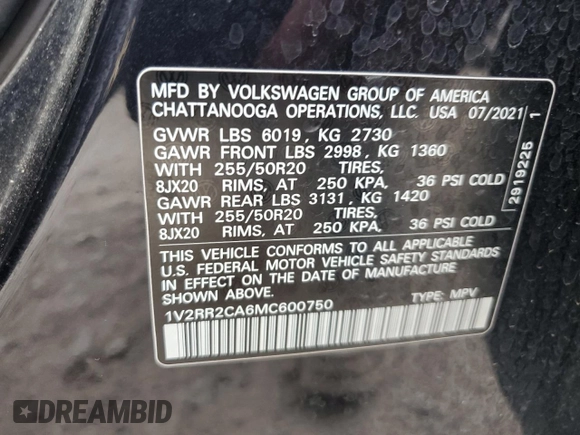 MFD BY VOLKSWAGEN GROUP OF AMERICA
CHATTANOOGA OPERATIONS, LLC. USA 07/2021
GVWR LBS 6019, KG 2730
GAWR FRONT LBS 2998, KG 1360
WITH 255/50R20 TIRES,
8JX20 RIMS, AT 250 KPA, 36 PSI COLD
GAWR REAR LBS 3131, KG 1420
WITH 255/50R20 TIRES,
8JX20 RIMS, AT 250 KPA, 36 PSI COLD
THIS VEHICLE CONFORMS TO ALL APPLICABLE
U.S. FEDERAL MOTOR VEHICLE SAFETY STANDARDS
IN EFFECT ON THE DATE OF MANUFACTURE
SHOWN ABOVE.
1V2RR2CA6MC600750 TYPE: MPV
2919225 1
DREAMBID